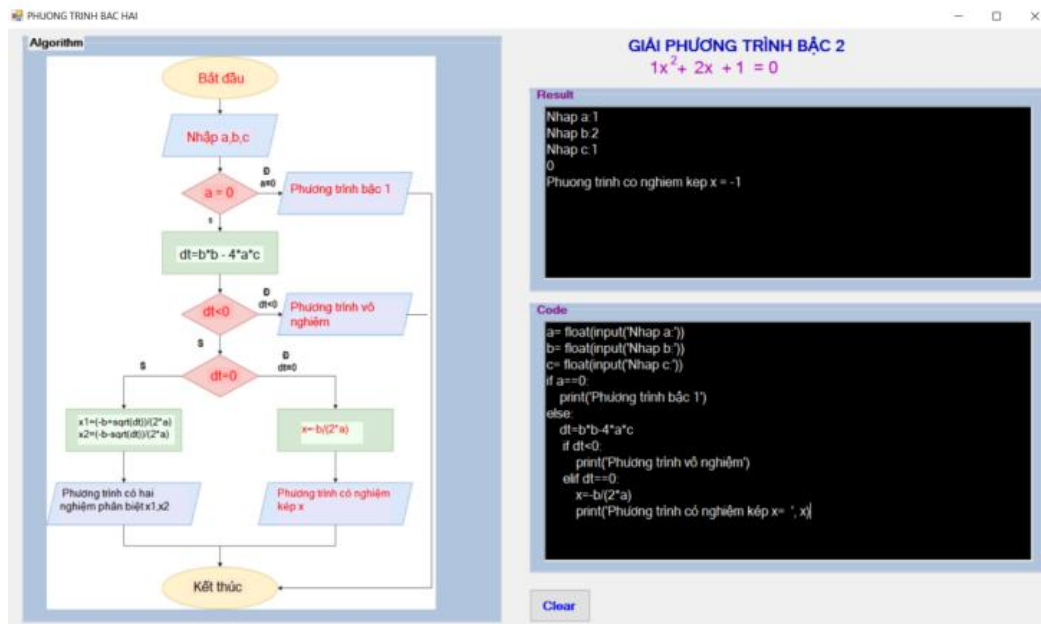 PHUONG TRINH BAC HAI
Algorithm
Bắt đầu
Nhập a,b,c
a = 0
Đ
a=0
Phương trình bậc 1
s
dt=b*b - 4*a*c
dt<0
Đ
dt<0
Phương trình vô
nghiệm
S
dt=0
S
Đ
dt=0
x1=(-b+sqrt(dt))/(2*a)
x2=(-b-sqrt(dt))/(2*a)
x=-b/(2*a)
Phương trình có hai
nghiệm phân biệt x1,x2
Phương trình có nghiệm
kép x
Kết thúc
GIẢI PHƯƠNG TRÌNH BẬC 2
1x²+ 2x + 1 = 0
Result
Nhap a:1
Nhap b:2
Nhap c:1
0
Phuong trinh co nghiem kep x = -1
Code
a= float(input('Nhap a:'))
b= float(input('Nhap b:'))
c= float(input('Nhap c:'))
if a==0:
print('Phương trình bậc 1')
else:
dt=b*b-4*a*c
if dt<0:
print('Phương trình vô nghiệm')
elif dt==0:
x=-b/(2*a)
print('Phương trình có nghiệm kép x= ', x)
Clear